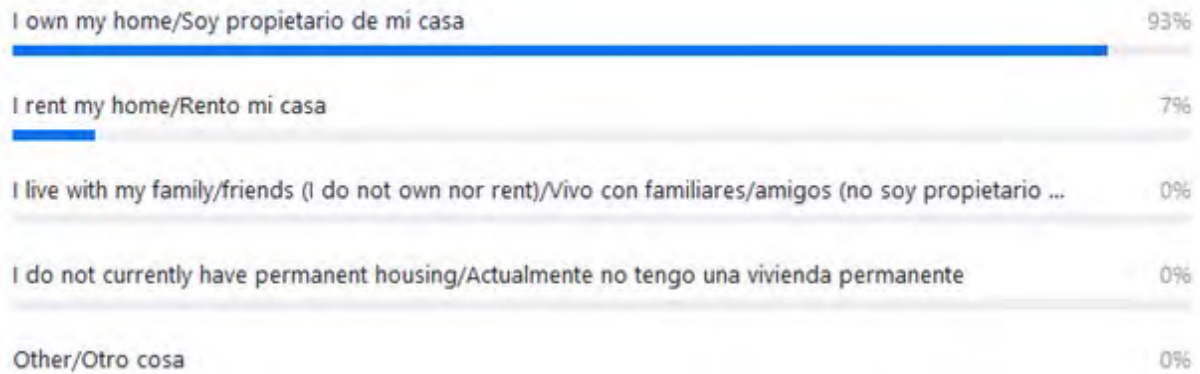 I own my home/Soy propietario de mi casa 93%
I rent my home/Rento mi casa 7%
I live with my family/friends (I do not own nor rent)/Vivo con familiares/amigos (no soy propietario ... 0%
I do not currently have permanent housing/Actualmente no tengo una vivienda permanente 0%
Other/Otro cosa 0%